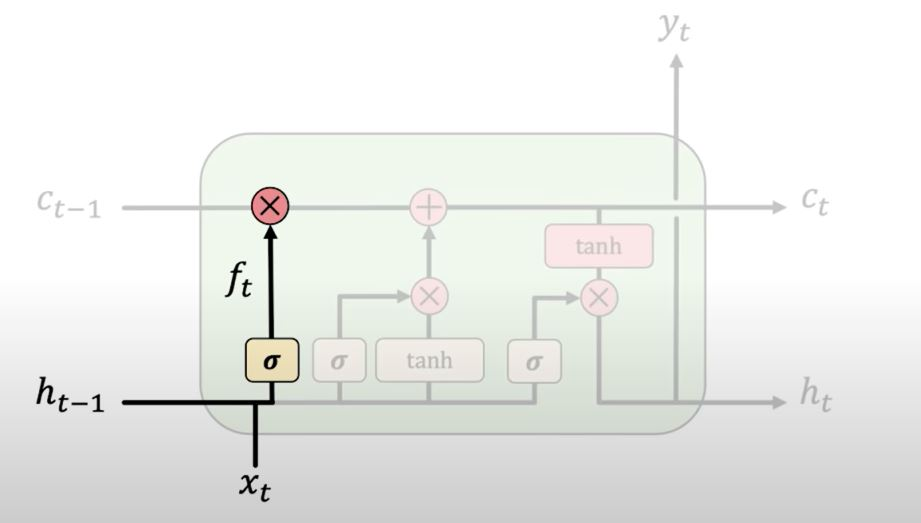 y_t
c_{t-1} × + c_t
tanh
f_t × ×
σ σ tanh σ
h_{t-1} h_t
x_t